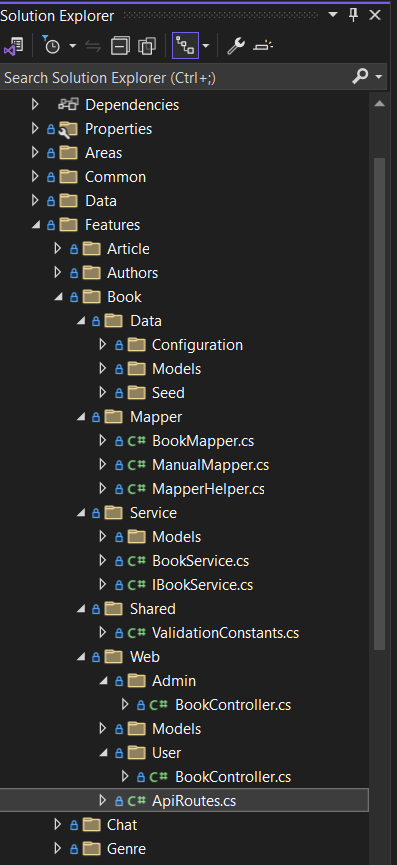 Solution Explorer
Search Solution Explorer (Ctrl+;)
Dependencies
Properties
Areas
Common
Data
Features
Article
Authors
Book
Data
Configuration
Models
Seed
Mapper
C# BookMapper.cs
C# ManualMapper.cs
C# MapperHelper.cs
Service
Models
C# BookService.cs
C# IBookService.cs
Shared
C# ValidationConstants.cs
Web
Admin
C# BookController.cs
Models
User
C# BookController.cs
C# ApiRoutes.cs
Chat
Genre